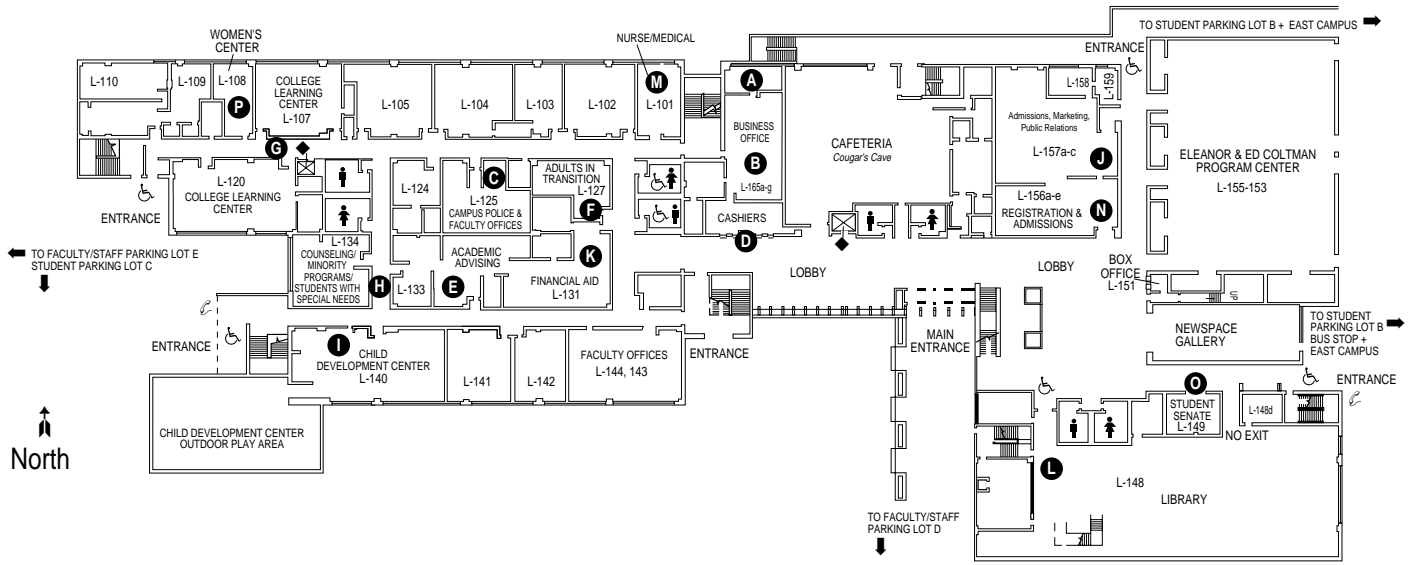 TO STUDENT PARKING LOT B + EAST CAMPUS
WOMEN'S
CENTER
NURSE/MEDICAL
ENTRANCE
L-110
L-109
L-108
P
COLLEGE
LEARNING
CENTER
L-107
L-105
L-104
L-103
L-102
M
L-101
A
BUSINESS
OFFICE
B
L-165a-g
CAFETERIA
Cougar's Cave
L-158
L-159
Admissions, Marketing,
Public Relations
L-157a-c
J
ELEANOR & ED COLTMAN
PROGRAM CENTER
L-155-153
G
L-120
COLLEGE LEARNING
CENTER
ENTRANCE
L-124
C
L-125
CAMPUS POLICE &
FACULTY OFFICES
ADULTS IN
TRANSITION
L-127
F
CASHIERS
D
L-156a-e
REGISTRATION &
ADMISSIONS
N
TO FACULTY/STAFF PARKING LOT E
STUDENT PARKING LOT C
L-134
COUNSELING/
MINORITY
PROGRAMS/
STUDENTS WITH
SPECIAL NEEDS
H
L-133
ACADEMIC
ADVISING
E
K
FINANCIAL AID
L-131
LOBBY
LOBBY
BOX
OFFICE
L-151
UP
ENTRANCE
I
CHILD
DEVELOPMENT CENTER
L-140
L-141
L-142
FACULTY OFFICES
L-144, 143
ENTRANCE
MAIN
ENTRANCE
NEWSPACE
GALLERY
TO STUDENT
PARKING LOT B
BUS STOP +
EAST CAMPUS
ENTRANCE
O
STUDENT
SENATE
L-149
L-148d
NO EXIT
CHILD DEVELOPMENT CENTER
OUTDOOR PLAY AREA
North
L
L-148
LIBRARY
TO FACULTY/STAFF
PARKING LOT D